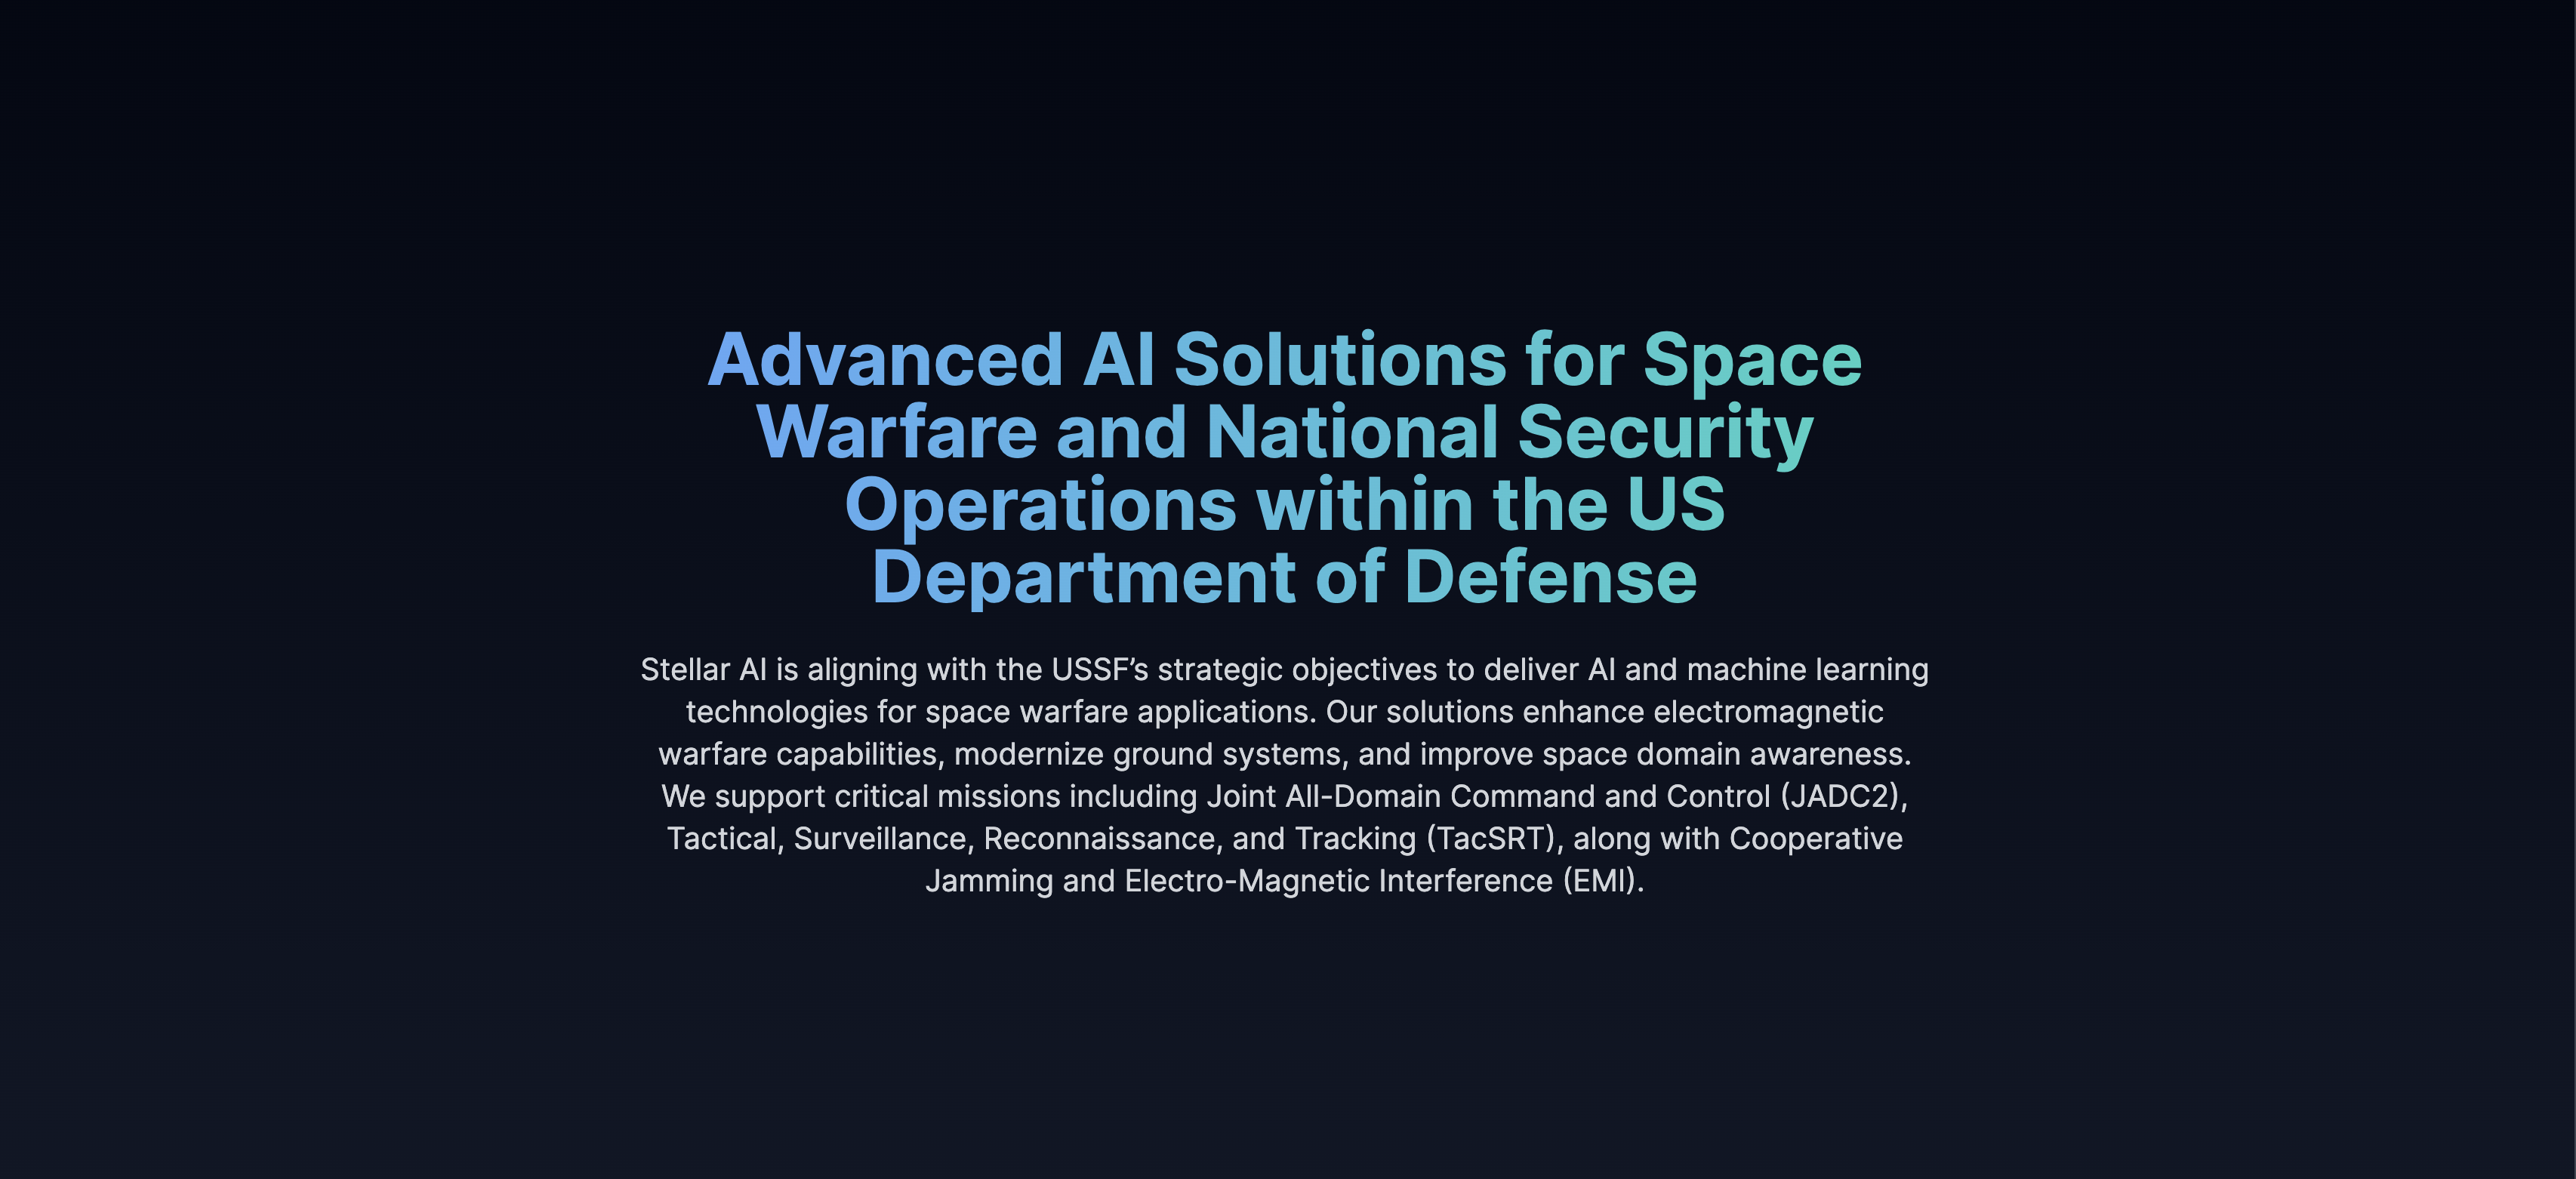 Advanced AI Solutions for Space
Warfare and National Security
Operations within the US
Department of Defense
Stellar AI is aligning with the USSF’s strategic objectives to deliver AI and machine learning
technologies for space warfare applications. Our solutions enhance electromagnetic
warfare capabilities, modernize ground systems, and improve space domain awareness.
We support critical missions including Joint All-Domain Command and Control (JADC2),
Tactical, Surveillance, Reconnaissance, and Tracking (TacSRT), along with Cooperative
Jamming and Electro-Magnetic Interference (EMI).